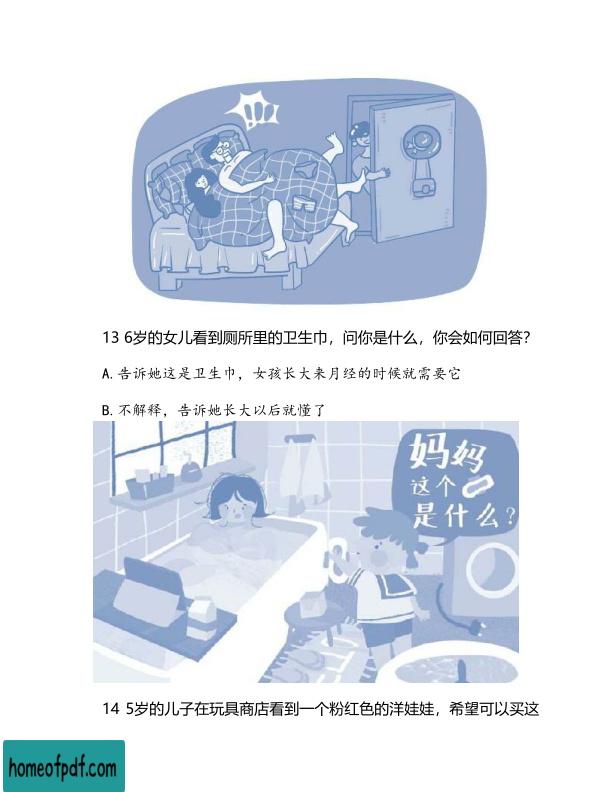 !!!
13 6岁的女儿看到厕所里的卫生巾，问你是什么，你会如何回答？
A. 告诉她这是卫生巾，女孩长大来月经的时候就需要它
B. 不解释，告诉她长大以后就懂了
妈妈
这个
是什么？
14 5岁的儿子在玩具商店看到一个粉红色的洋娃娃，希望可以买这
homeofpdf.com